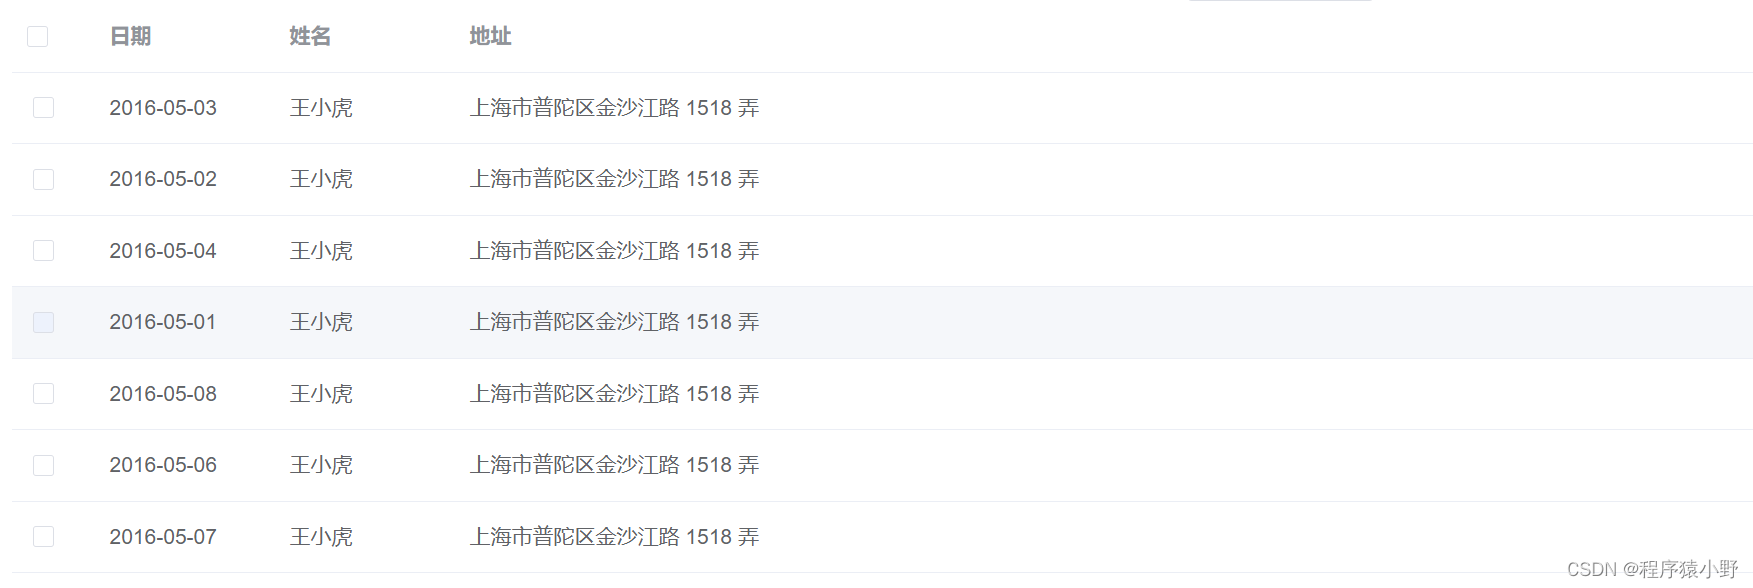 日期 姓名 地址
2016-05-03 王小虎 上海市普陀区金沙江路 1518 弄
2016-05-02 王小虎 上海市普陀区金沙江路 1518 弄
2016-05-04 王小虎 上海市普陀区金沙江路 1518 弄
2016-05-01 王小虎 上海市普陀区金沙江路 1518 弄
2016-05-08 王小虎 上海市普陀区金沙江路 1518 弄
2016-05-06 王小虎 上海市普陀区金沙江路 1518 弄
2016-05-07 王小虎 上海市普陀区金沙江路 1518 弄
CSDN @程序猿小野